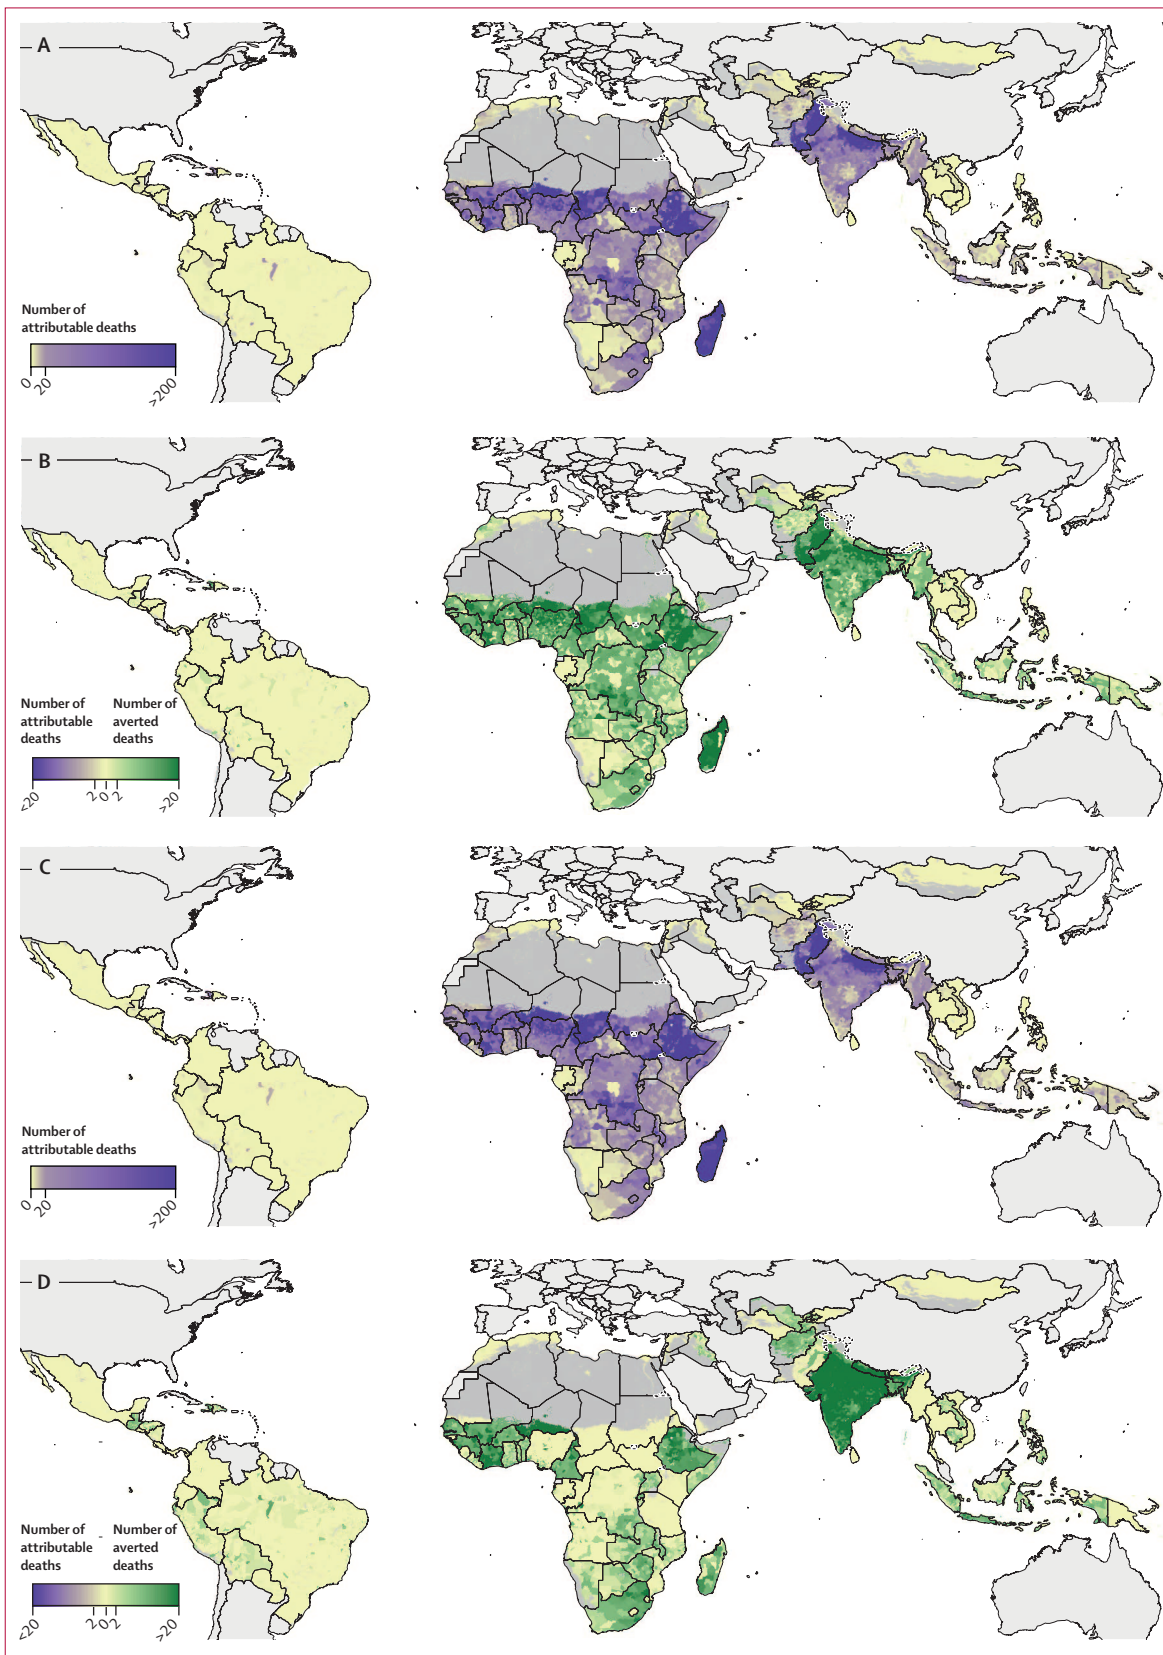 A
Number of
attributable deaths
0
20
>200
B
Number of
attributable
deaths
Number of
averted
deaths
<20
2
0
2
>20
C
Number of
attributable deaths
0
20
>200
D
Number of
attributable
deaths
-
Number of
averted
deaths
<20
2
0
2
>20